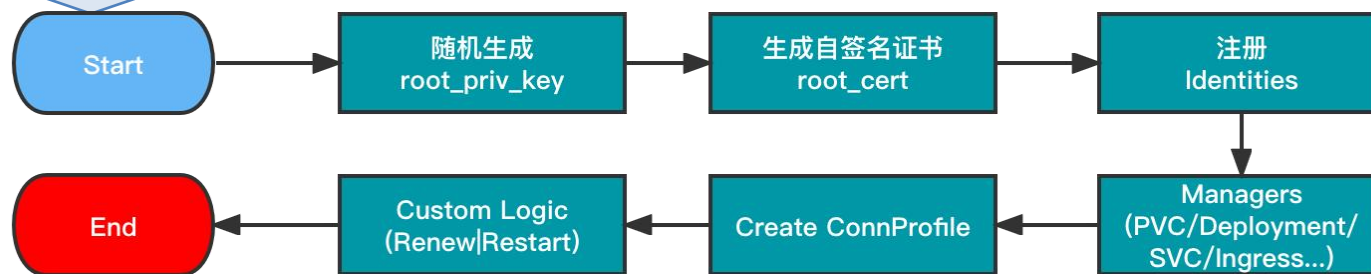 Start
随机生成
root_priv_key
生成自签名证书
root_cert
注册
Identities
Managers
(PVC/Deployment/
SVC/Ingress...)
Create ConnProfile
Custom Logic
(Renew|Restart)
End